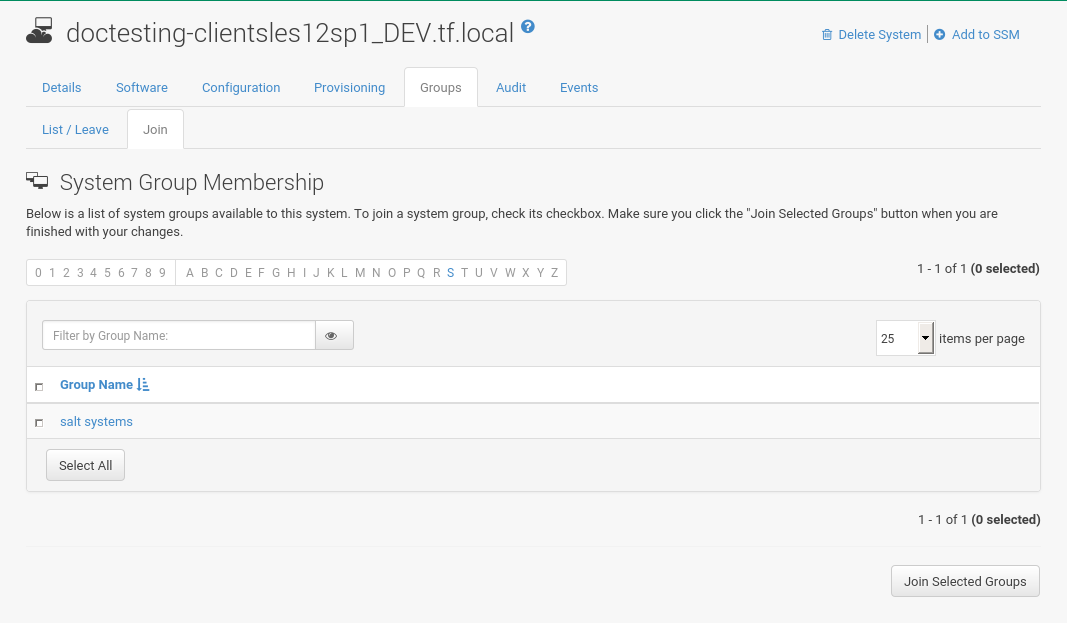 doctesting-clientsles12sp1_DEV.tf.local ?
Delete System Add to SSM
Details Software Configuration Provisioning Groups Audit Events
List / Leave Join
System Group Membership
Below is a list of system groups available to this system. To join a system group, check its checkbox. Make sure you click the "Join Selected Groups" button when you are
finished with your changes.
0 1 2 3 4 5 6 7 8 9 A B C D E F G H I J K L M N O P Q R S T U V W X Y Z
1 - 1 of 1 (0 selected)
Filter by Group Name:
25 items per page
Group Name
salt systems
Select All
1 - 1 of 1 (0 selected)
Join Selected Groups